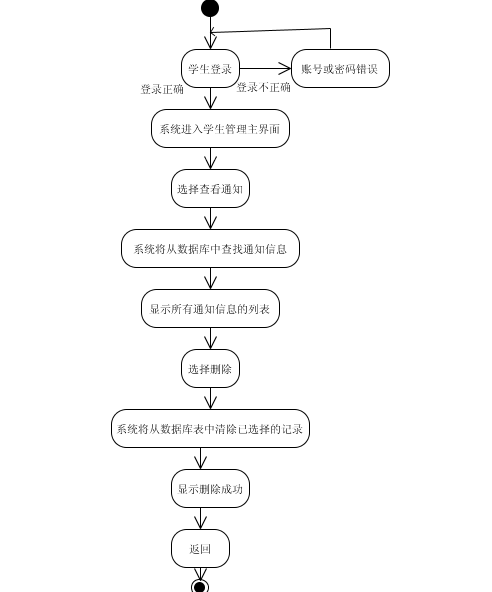 学生登录
账号或密码错误
登录正确
登录不正确
系统进入学生管理主界面
选择查看通知
系统将从数据库中查找通知信息
显示所有通知信息的列表
选择删除
系统将从数据库表中清除已选择的记录
显示删除成功
返回